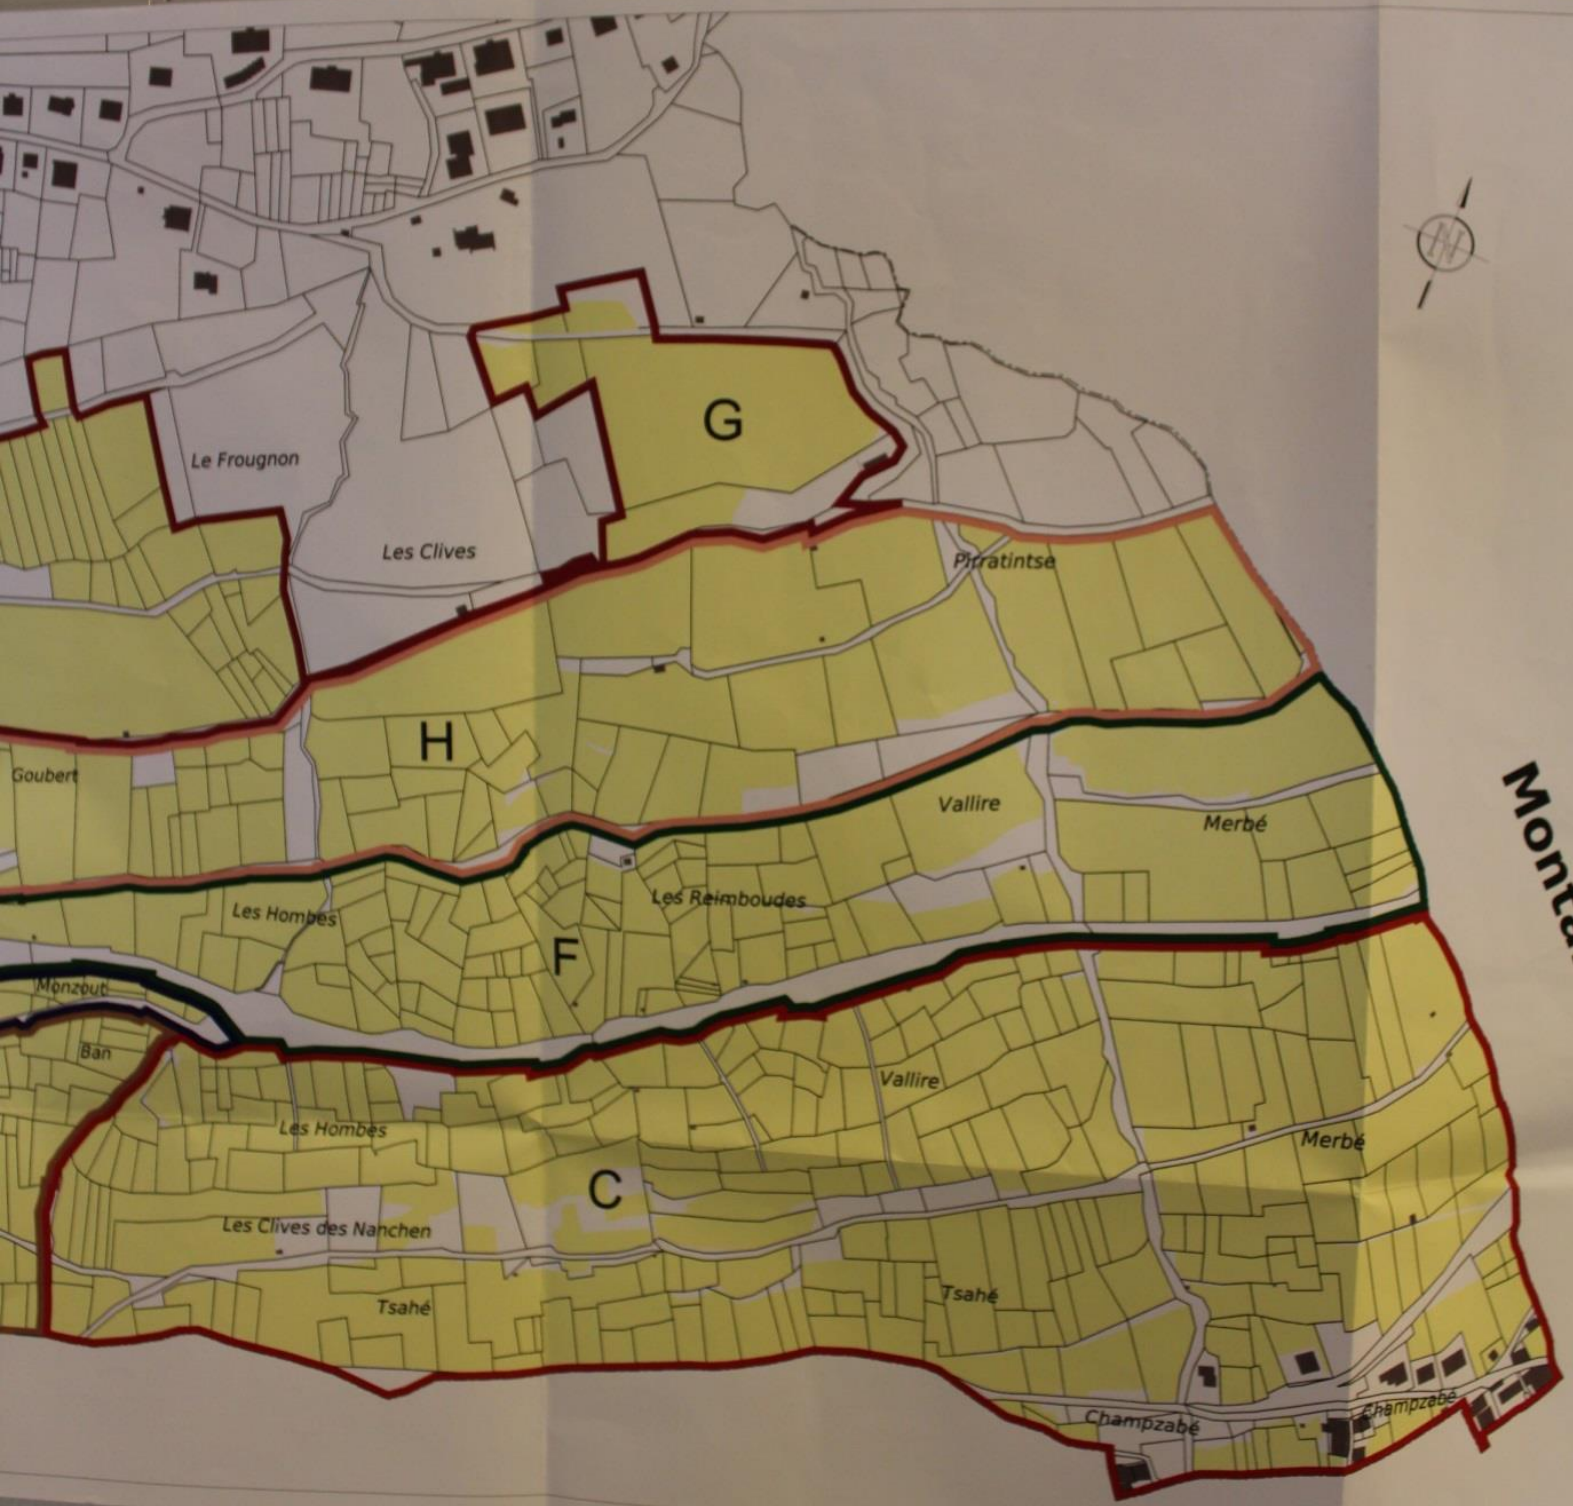 N
G
Le Frougnon
Les Clives
Pirratintse
H
Goubert
Vallire
Merbé
Monta
Les Reimboudes
Les Hombes
F
Monzout
Ban
Vallire
Les Hombes
Merbé
C
Les Clives des Nanchen
Tsahé
Tsahé
Champzabé
Champzabé